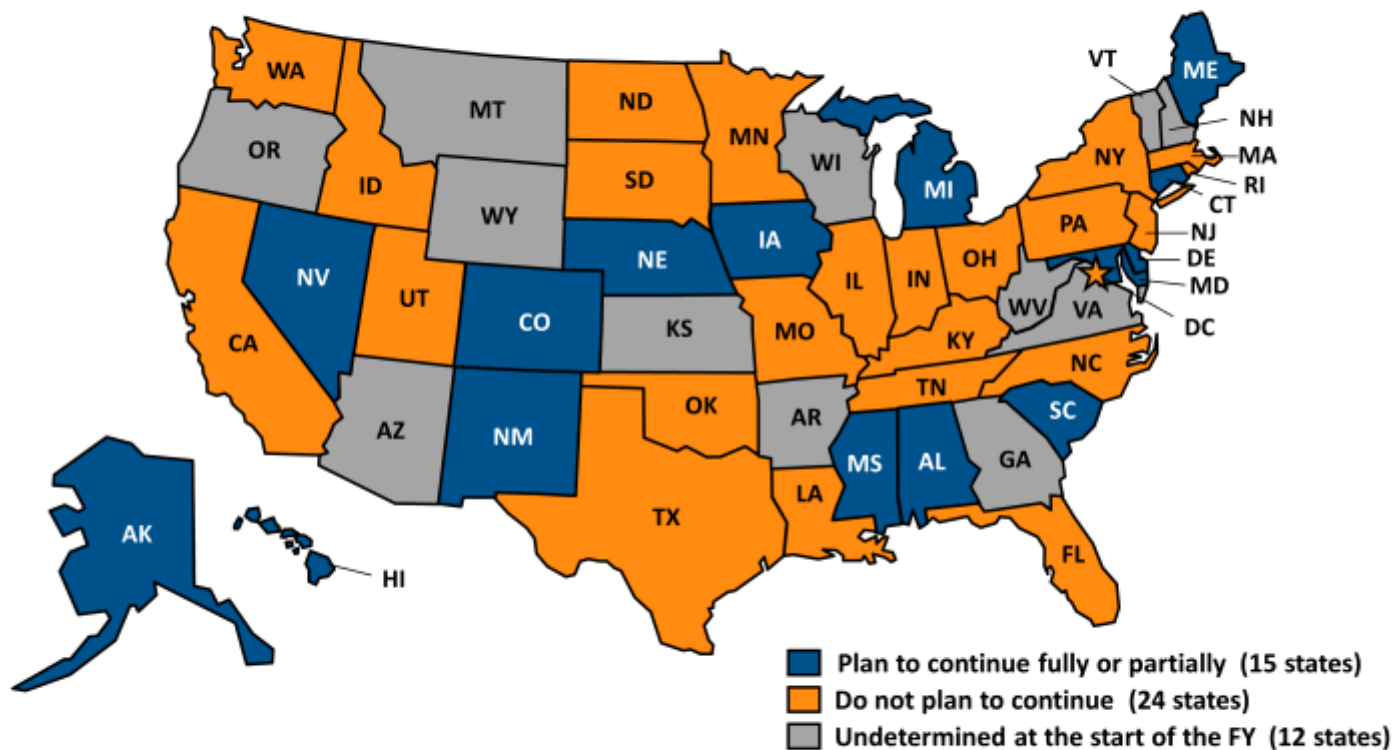 ME
VT
WA
MT
ND
MN
NH
OR
ID
SD
WI
NY
MA
MI
RI
WY
CT
PA
NJ
IA
NE
NV
OH
DE
IL
IN
UT
MD
CO
WV
VA
KS
DC
MO
CA
KY
NC
TN
OK
AR
SC
AZ
NM
GA
MS
AL
LA
TX
AK
FL
HI
Plan to continue fully or partially (15 states)
Do not plan to continue (24 states)
Undetermined at the start of the FY (12 states)